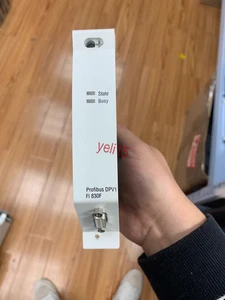 State
Busy
yeli
Profibus DPV1
FI 830F